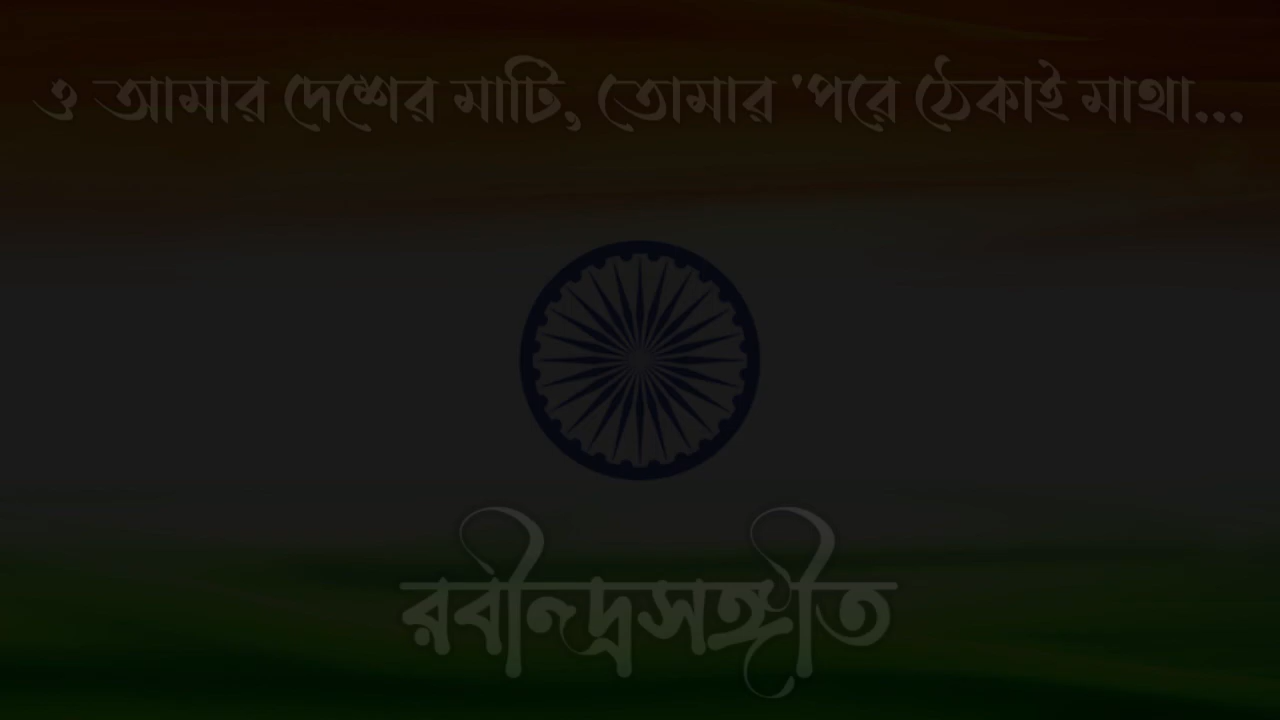 ও আমার দেশের মাটি, তোমার 'পরে ঠেকাই মাথা...
রবীন্দ্রসঙ্গীত